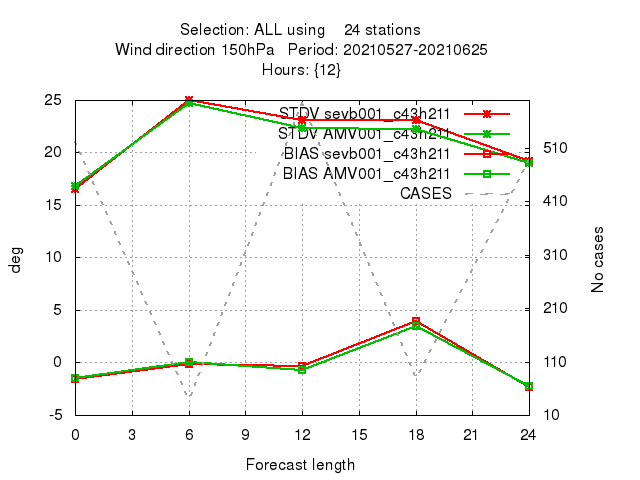 Selection: ALL using 24 stations
Wind direction 150hPa Period: 20210527-20210625
Hours: {12}
25
20
15
10
5
0
-5
deg
STDV sevb001_c43h211
STDV AMV001_c43h211
BIAS sevb001_c43h211
BIAS AMV001_c43h211
CASES
510
410
310
210
110
10
No cases
0 3 6 9 12 15 18 21 24
Forecast length